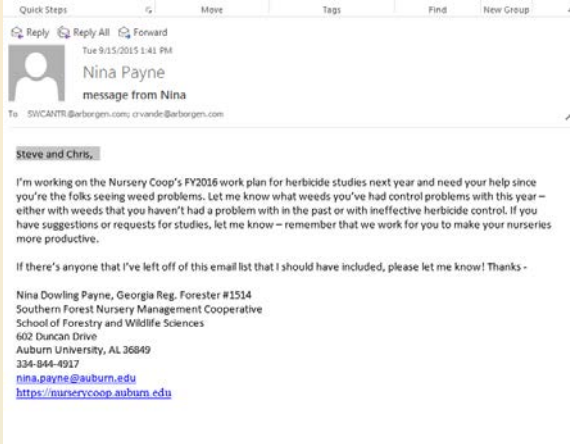 Quick Steps Move Tags Find New Group
Reply Reply All Forward
Tue 9/15/2015 1:41 PM
Nina Payne
message from Nina
To SWCANTR@arborgen.com; crvande@arborgen.com
Steve and Chris,
I'm working on the Nursery Coop's FY2016 work plan for herbicide studies next year and need your help since
you're the folks seeing weed problems. Let me know what weeds you've had control problems with this year –
either with weeds that you haven't had a problem with in the past or with ineffective herbicide control. If you
have suggestions or requests for studies, let me know – remember that we work for you to make your nurseries
more productive.
If there's anyone that I've left off of this email list that I should have included, please let me know! Thanks -
Nina Dowling Payne, Georgia Reg. Forester #1514
Southern Forest Nursery Management Cooperative
School of Forestry and Wildlife Sciences
602 Duncan Drive
Auburn University, AL 36849
334-844-4917
nina.payne@auburn.edu
https://nurserycoop.auburn.edu